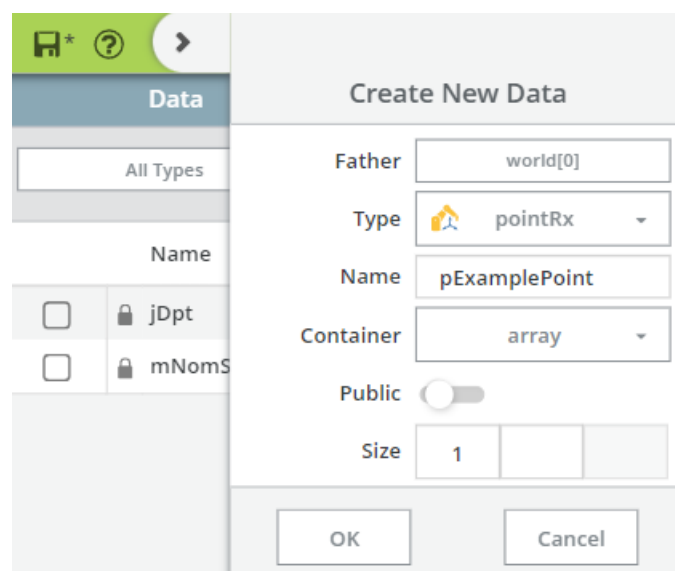 * ?
Data
Create New Data
All Types
Father world[0]
Type pointRx
Name
Name pExamplePoint
Container array
jDpt
mNomS
Public
Size 1
OK Cancel